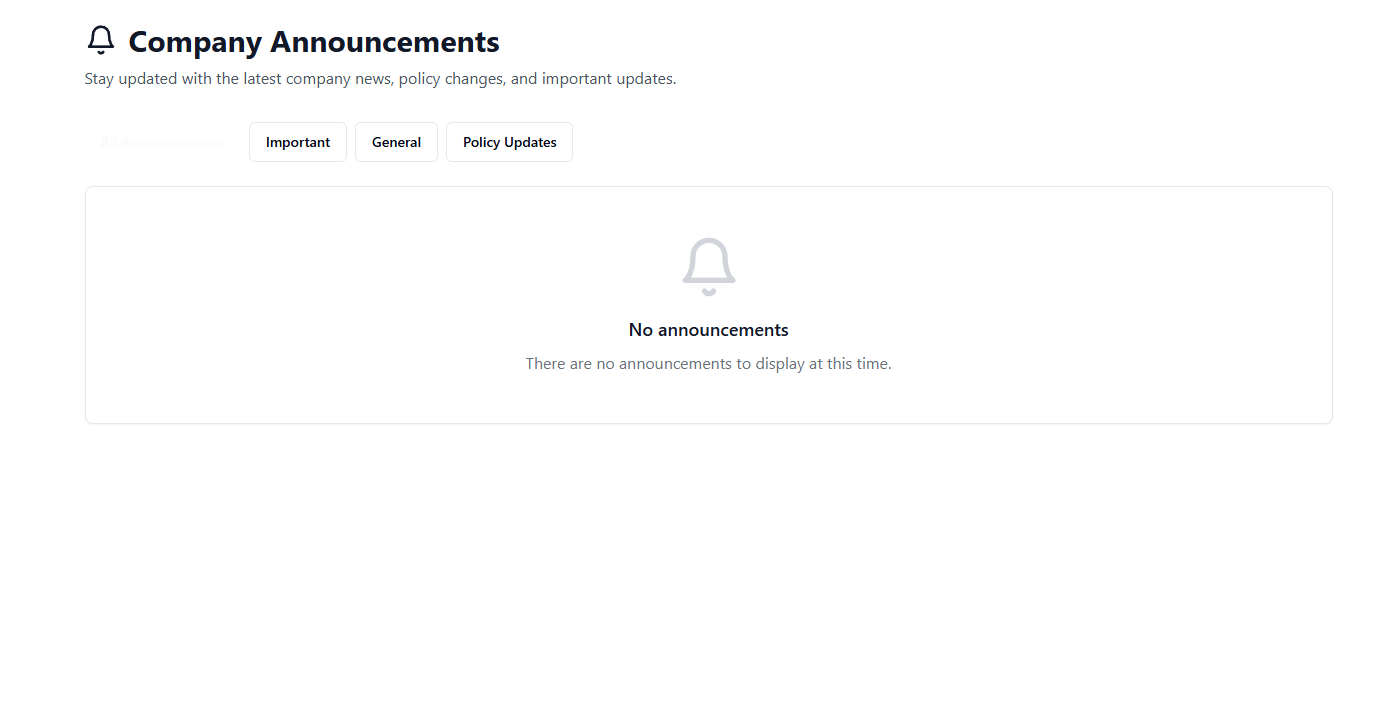 Company Announcements
Stay updated with the latest company news, policy changes, and important updates.
All Announcements
Important
General
Policy Updates
No announcements
There are no announcements to display at this time.